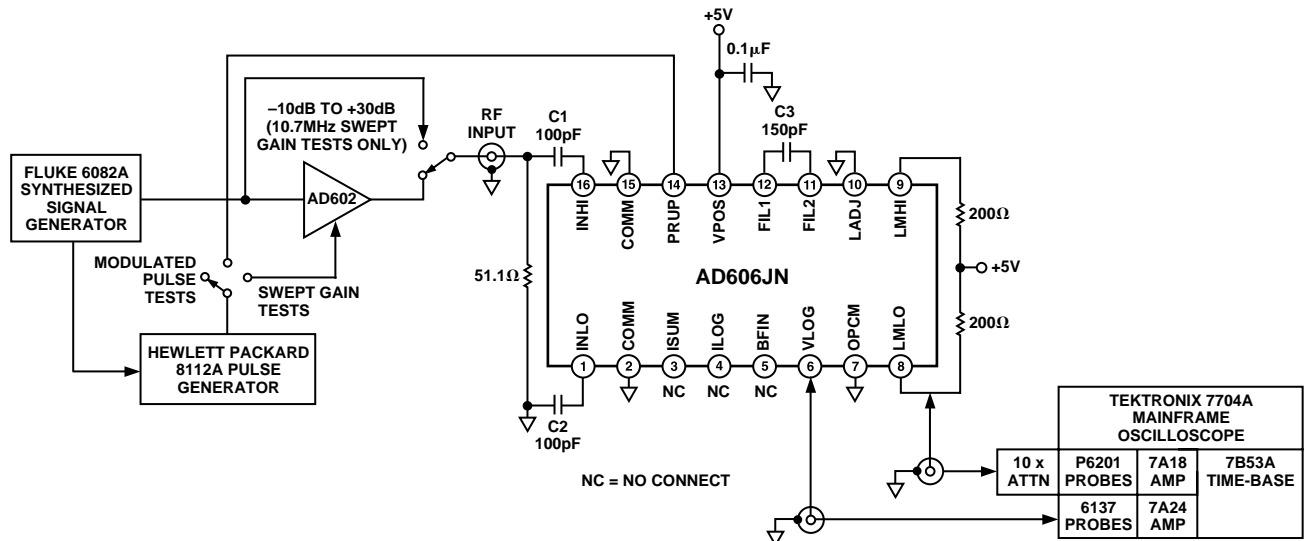 +5V
0.1µF
–10dB TO +30dB
(10.7MHz SWEPT
GAIN TESTS ONLY)
RF
INPUT
C1
100pF
C3
150pF
FLUKE 6082A
SYNTHESIZED
SIGNAL
GENERATOR
AD602
16
15
14
13
12
11
10
9
INHI
COMM
PRUP
VPOS
FIL1
FIL2
LADJ
LMHI
200Ω
+5V
200Ω
MODULATED
PULSE
TESTS
SWEPT GAIN
TESTS
51.1Ω
AD606JN
INLO
COMM
ISUM
ILOG
BFIN
VLOG
OPCM
LMLO
1
2
3
4
5
6
7
8
NC
NC
NC
HEWLETT PACKARD
8112A PULSE
GENERATOR
C2
100pF
NC = NO CONNECT
TEKTRONIX 7704A
MAINFRAME
OSCILLOSCOPE
10 x
ATTN
P6201
PROBES
7A18
AMP
7B53A
TIME-BASE
6137
PROBES
7A24
AMP